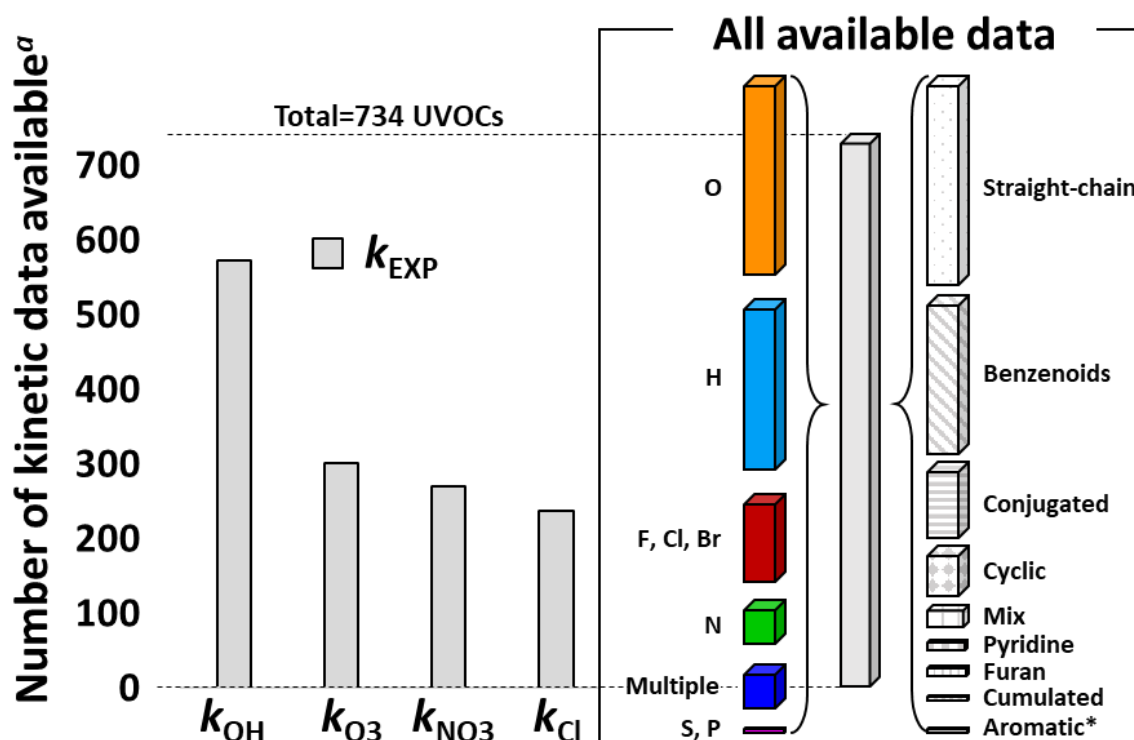 All available data
Number of kinetic data availableᵃ
Total=734 UVOCs
700
600
500
400
300
200
100
0
k_EXP
k_OH
k_O3
k_NO3
k_Cl
O
H
F, Cl, Br
N
Multiple
S, P
Straight-chain
Benzenoids
Conjugated
Cyclic
Mix
Pyridine
Furan
Cumulated
Aromatic*